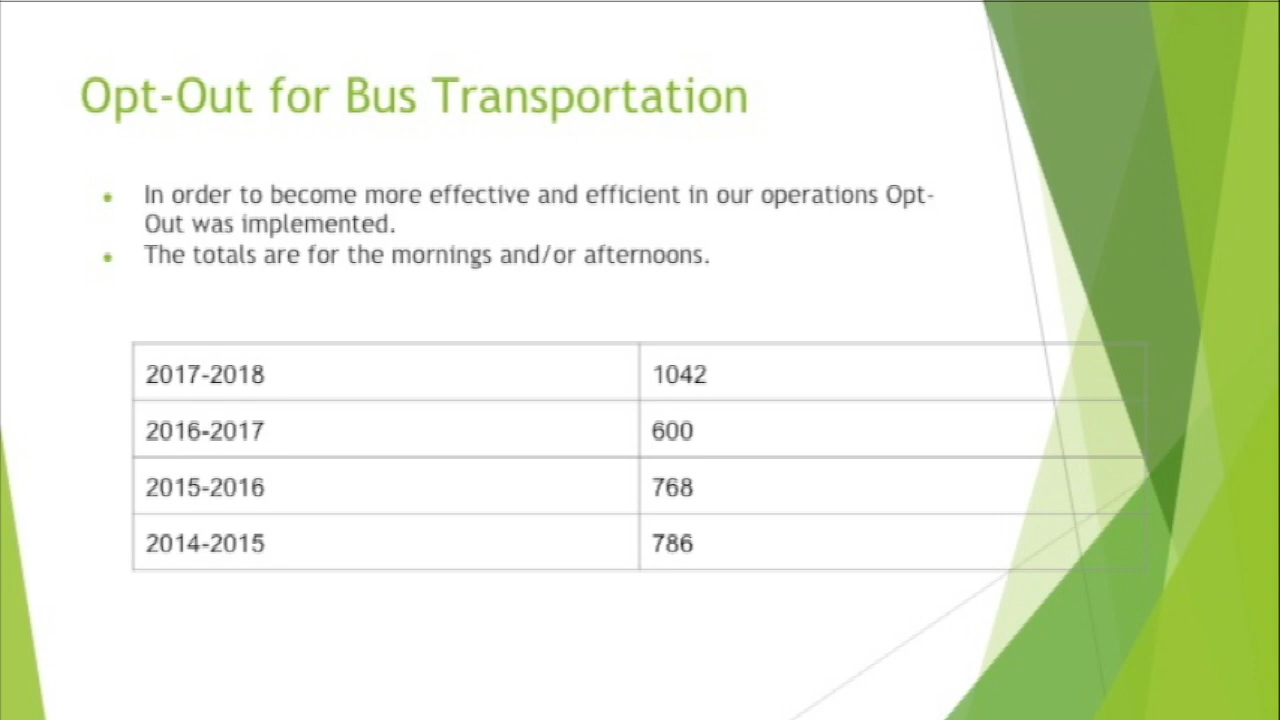 Opt-Out for Bus Transportation
In order to become more effective and efficient in our operations Opt-
Out was implemented.
The totals are for the mornings and/or afternoons.
2017-2018 1042
2016-2017 600
2015-2016 768
2014-2015 786